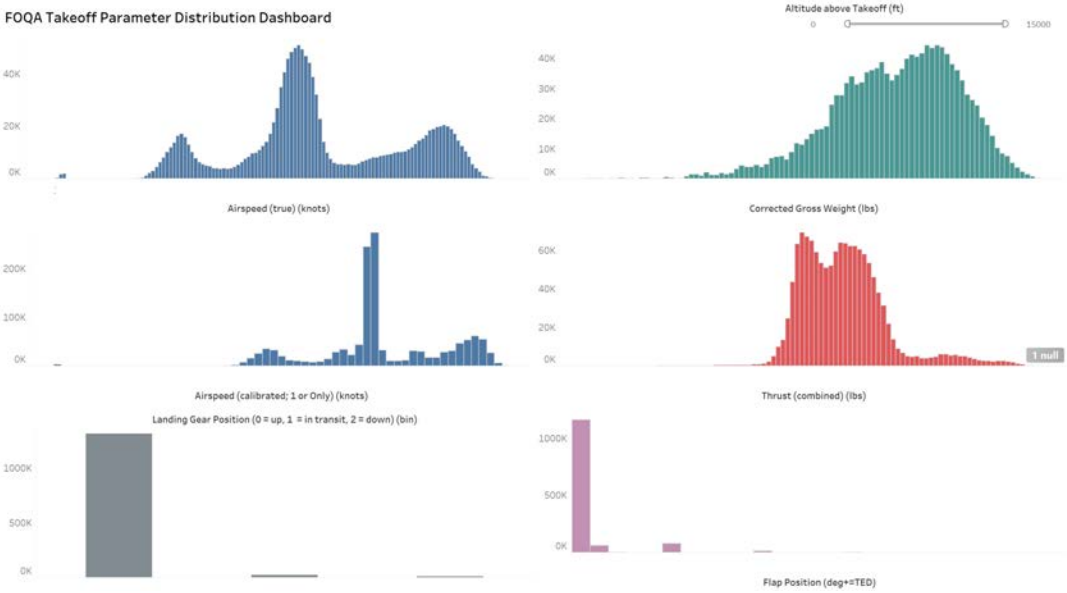 FOQA Takeoff Parameter Distribution Dashboard
Altitude above Takeoff (ft)
0 15000
40K
20K
0K
40K
30K
20K
10K
0K
Airspeed (true) (knots)
Corrected Gross Weight (lbs)
200K
100K
0K
60K
40K
20K
0K
1 null
Airspeed (calibrated; 1 or Only) (knots)
Thrust (combined) (lbs)
Landing Gear Position (0 = up, 1 = in transit, 2 = down) (bin)
1000K
500K
0K
1000K
500K
0K
Flap Position (deg+=TED)